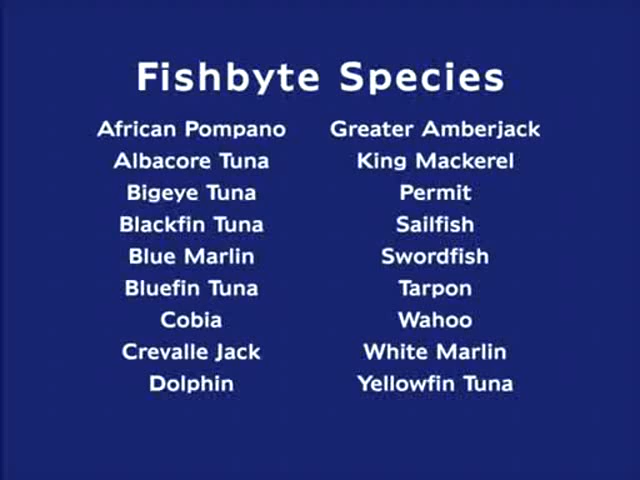 Fishbyte Species
African Pompano
Albacore Tuna
Bigeye Tuna
Blackfin Tuna
Blue Marlin
Bluefin Tuna
Cobia
Crevalle Jack
Dolphin
Greater Amberjack
King Mackerel
Permit
Sailfish
Swordfish
Tarpon
Wahoo
White Marlin
Yellowfin Tuna